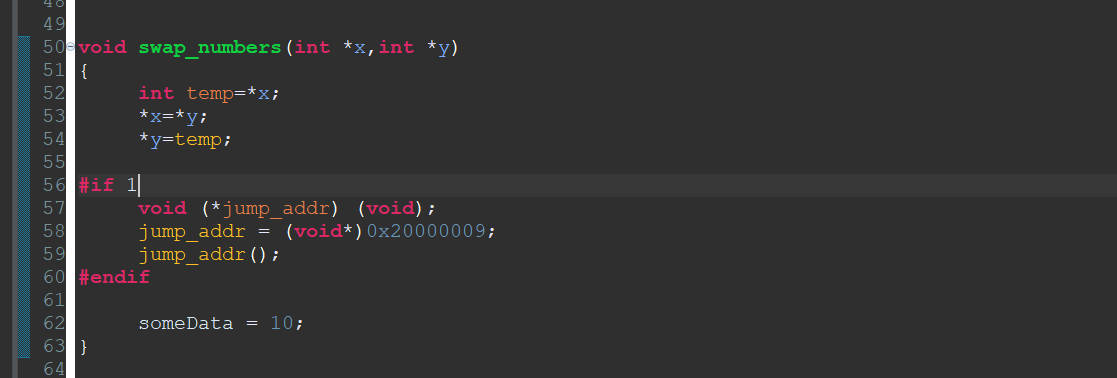 48
49
50 void swap_numbers(int *x,int *y)
51 {
52     int temp=*x;
53     *x=*y;
54     *y=temp;
55
56 #if 1
57     void (*jump_addr) (void);
58     jump_addr = (void*)0x20000009;
59     jump_addr();
60 #endif
61
62     someData = 10;
63 }
64